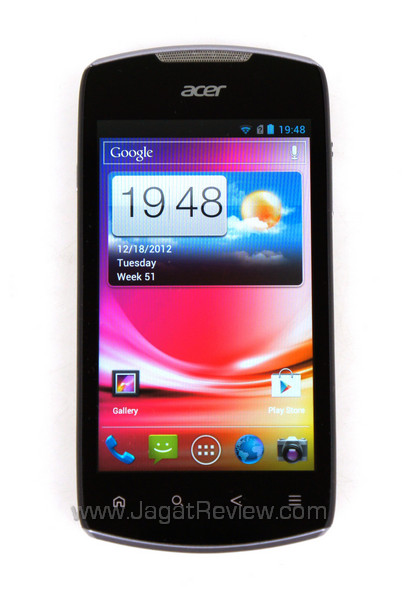 acer
19:48
Google
19 48
12/18/2012
Tuesday
Week 51
Gallery
Play Store
www.JagatReview.com